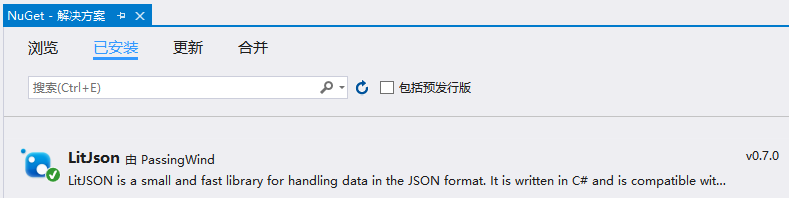 NuGet - 解决方案
浏览 已安装 更新 合并
搜索(Ctrl+E) 包括预发行版
LitJson 由 PassingWind v0.7.0
LitJSON is a small and fast library for handling data in the JSON format. It is written in C# and is compatible wit...